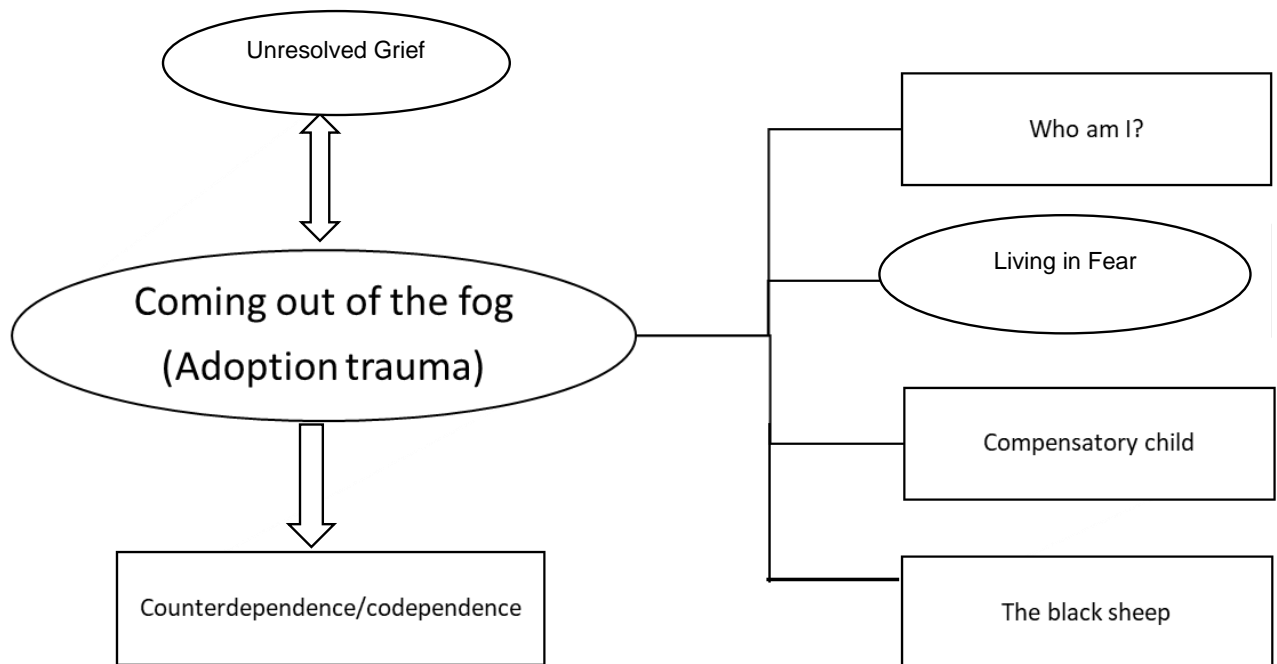 Unresolved Grief
Who am I?
Living in Fear
Coming out of the fog
(Adoption trauma)
Compensatory child
Counterdependence/codependence
The black sheep